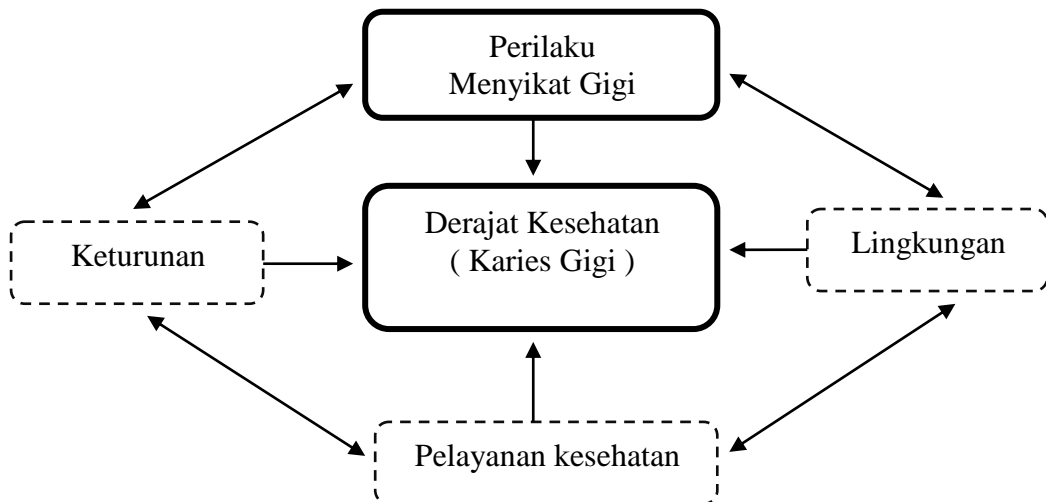 Perilaku
Menyikat Gigi
Derajat Kesehatan
( Karies Gigi )
Keturunan
Lingkungan
Pelayanan kesehatan